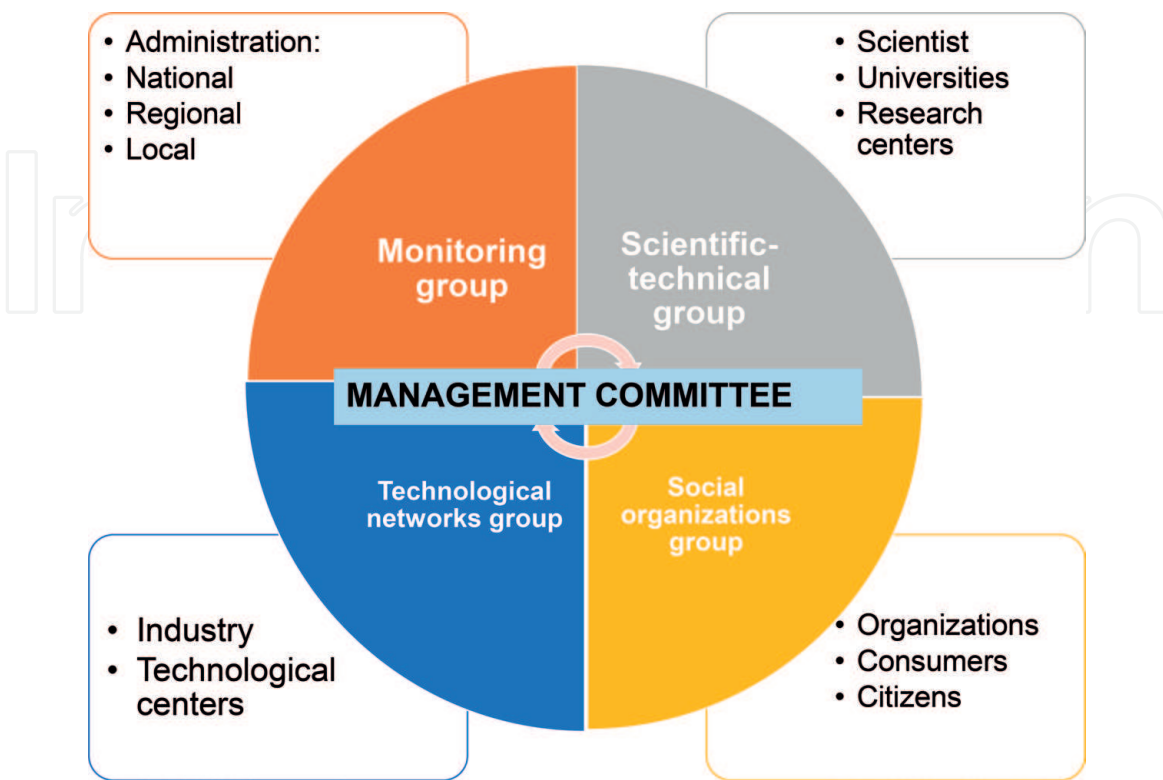 • Administration:
• National
• Regional
• Local
• Scientist
• Universities
• Research
centers
Monitoring
group
Scientific-
technical
group
MANAGEMENT COMMITTEE
Technological
networks group
Social
organizations
group
• Industry
• Technological
centers
• Organizations
• Consumers
• Citizens